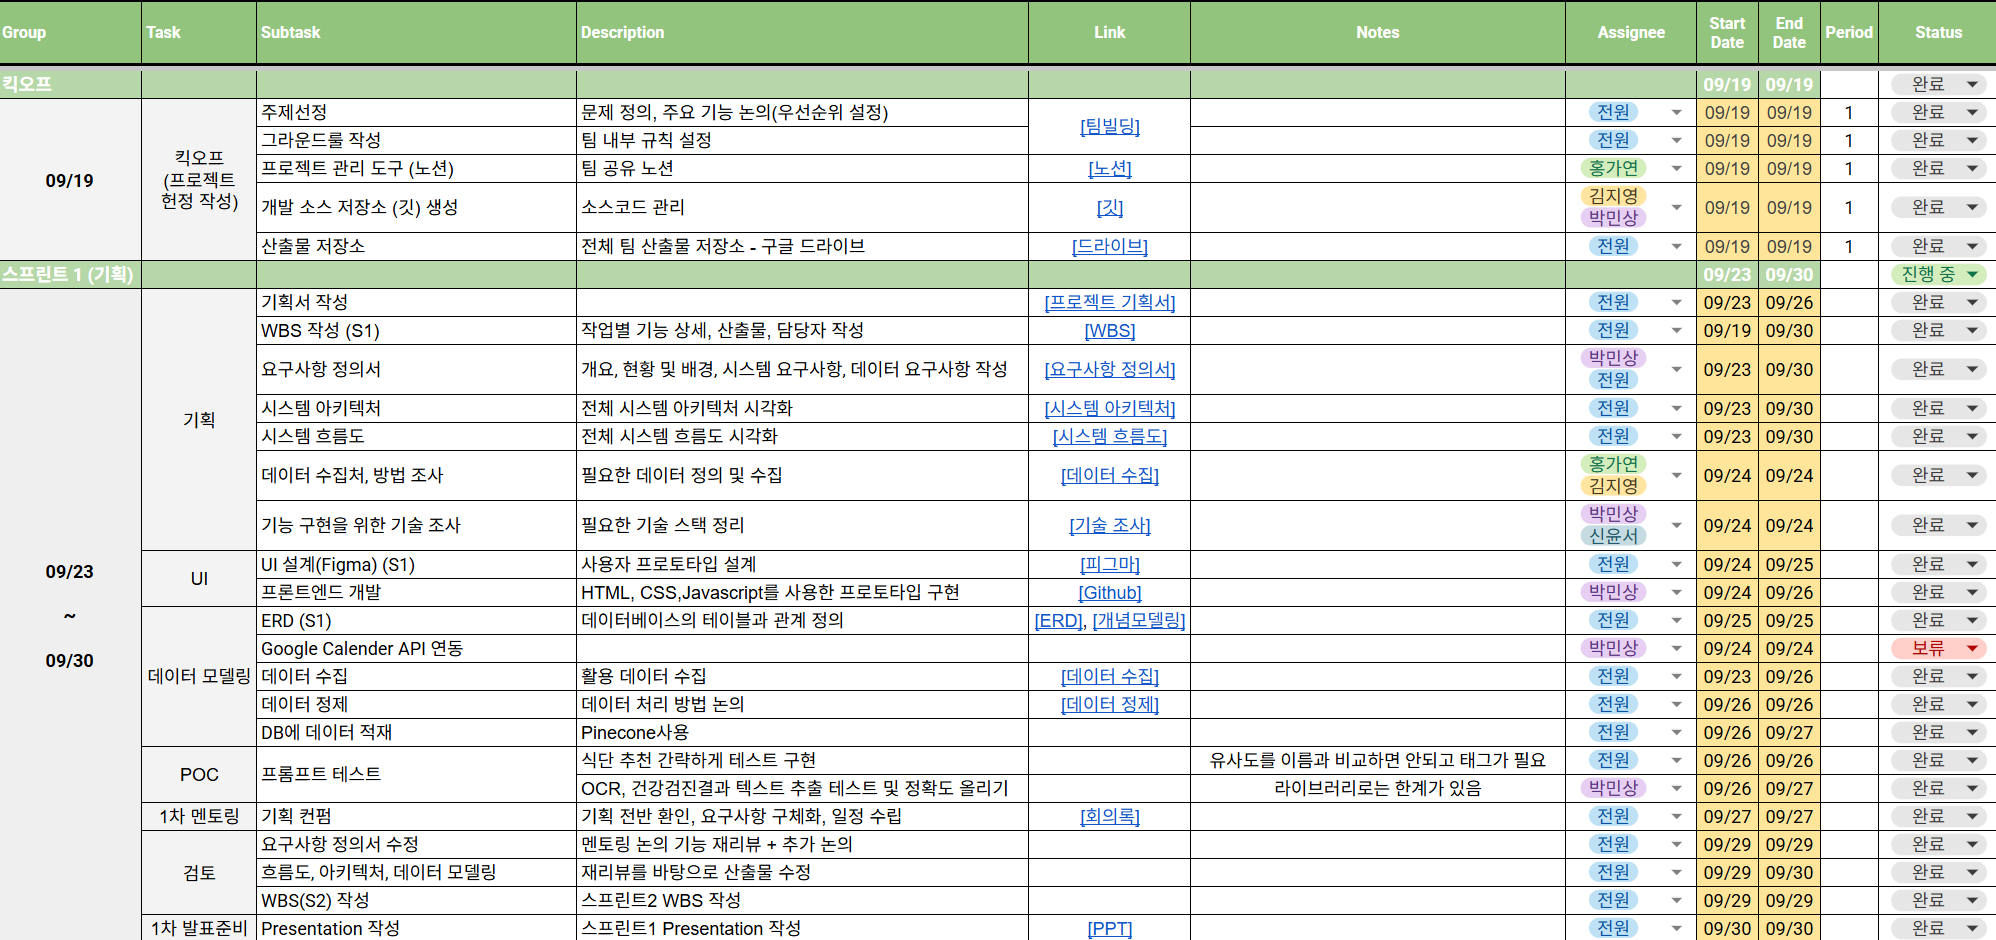 Group Task Subtask Description Link Notes Assignee Start Date End Date Period Status
킥오프 09/19 09/19 완료
09/19
킥오프
(프로젝트
헌정 작성)
주제선정 문제 정의, 주요 기능 논의(우선순위 설정) [팀빌딩] 전원 09/19 09/19 1 완료
그라운드룰 작성 팀 내부 규칙 설정 전원 09/19 09/19 1 완료
프로젝트 관리 도구 (노션) 팀 공유 노션 [노션] 홍가연 09/19 09/19 1 완료
개발 소스 저장소 (깃) 생성 소스코드 관리 [깃] 김지영 박민상 09/19 09/19 1 완료
산출물 저장소 전체 팀 산출물 저장소 - 구글 드라이브 [드라이브] 전원 09/19 09/19 1 완료
스프린트 1 (기획) 09/23 09/30 진행 중
09/23
~
09/30
기획
기획서 작성 [프로젝트 기획서] 전원 09/23 09/26 완료
WBS 작성 (S1) 작업별 기능 상세, 산출물, 담당자 작성 [WBS] 전원 09/19 09/30 완료
요구사항 정의서 개요, 현황 및 배경, 시스템 요구사항, 데이터 요구사항 작성 [요구사항 정의서] 박민상 전원 09/23 09/30 완료
시스템 아키텍처 전체 시스템 아키텍처 시각화 [시스템 아키텍처] 전원 09/23 09/30 완료
시스템 흐름도 전체 시스템 흐름도 시각화 [시스템 흐름도] 전원 09/23 09/30 완료
데이터 수집처, 방법 조사 필요한 데이터 정의 및 수집 [데이터 수집] 홍가연 김지영 09/24 09/24 완료
기능 구현을 위한 기술 조사 필요한 기술 스택 정리 [기술 조사] 박민상 신윤서 09/24 09/24 완료
UI
UI 설계(Figma) (S1) 사용자 프로토타입 설계 [피그마] 전원 09/24 09/25 완료
프론트엔드 개발 HTML, CSS,Javascript를 사용한 프로토타입 구현 [Github] 박민상 09/24 09/26 완료
데이터 모델링
ERD (S1) 데이터베이스의 테이블과 관계 정의 [ERD], [개념모델링] 전원 09/25 09/25 완료
Google Calender API 연동 박민상 09/24 09/24 보류
데이터 수집 활용 데이터 수집 [데이터 수집] 전원 09/23 09/26 완료
데이터 정제 데이터 처리 방법 논의 [데이터 정제] 전원 09/26 09/26 완료
DB에 데이터 적재 Pinecone사용 전원 09/26 09/27 완료
POC
프롬프트 테스트
식단 추천 간략하게 테스트 구현 유사도를 이름과 비교하면 안되고 태그가 필요 전원 09/26 09/26 완료
OCR, 건강검진결과 텍스트 추출 테스트 및 정확도 올리기 라이브러리로는 한계가 있음 박민상 09/26 09/27 완료
1차 멘토링 기획 컨펌 기획 전반 확인, 요구사항 구체화, 일정 수립 [회의록] 전원 09/27 09/27 완료
검토
요구사항 정의서 수정 멘토링 논의 기능 재리뷰 + 추가 논의 전원 09/29 09/29 완료
흐름도, 아키텍처, 데이터 모델링 재리뷰를 바탕으로 산출물 수정 전원 09/29 09/30 완료
WBS(S2) 작성 스프린트2 WBS 작성 전원 09/29 09/29 완료
1차 발표준비 Presentation 작성 스프린트1 Presentation 작성 [PPT] 전원 09/30 09/30 완료